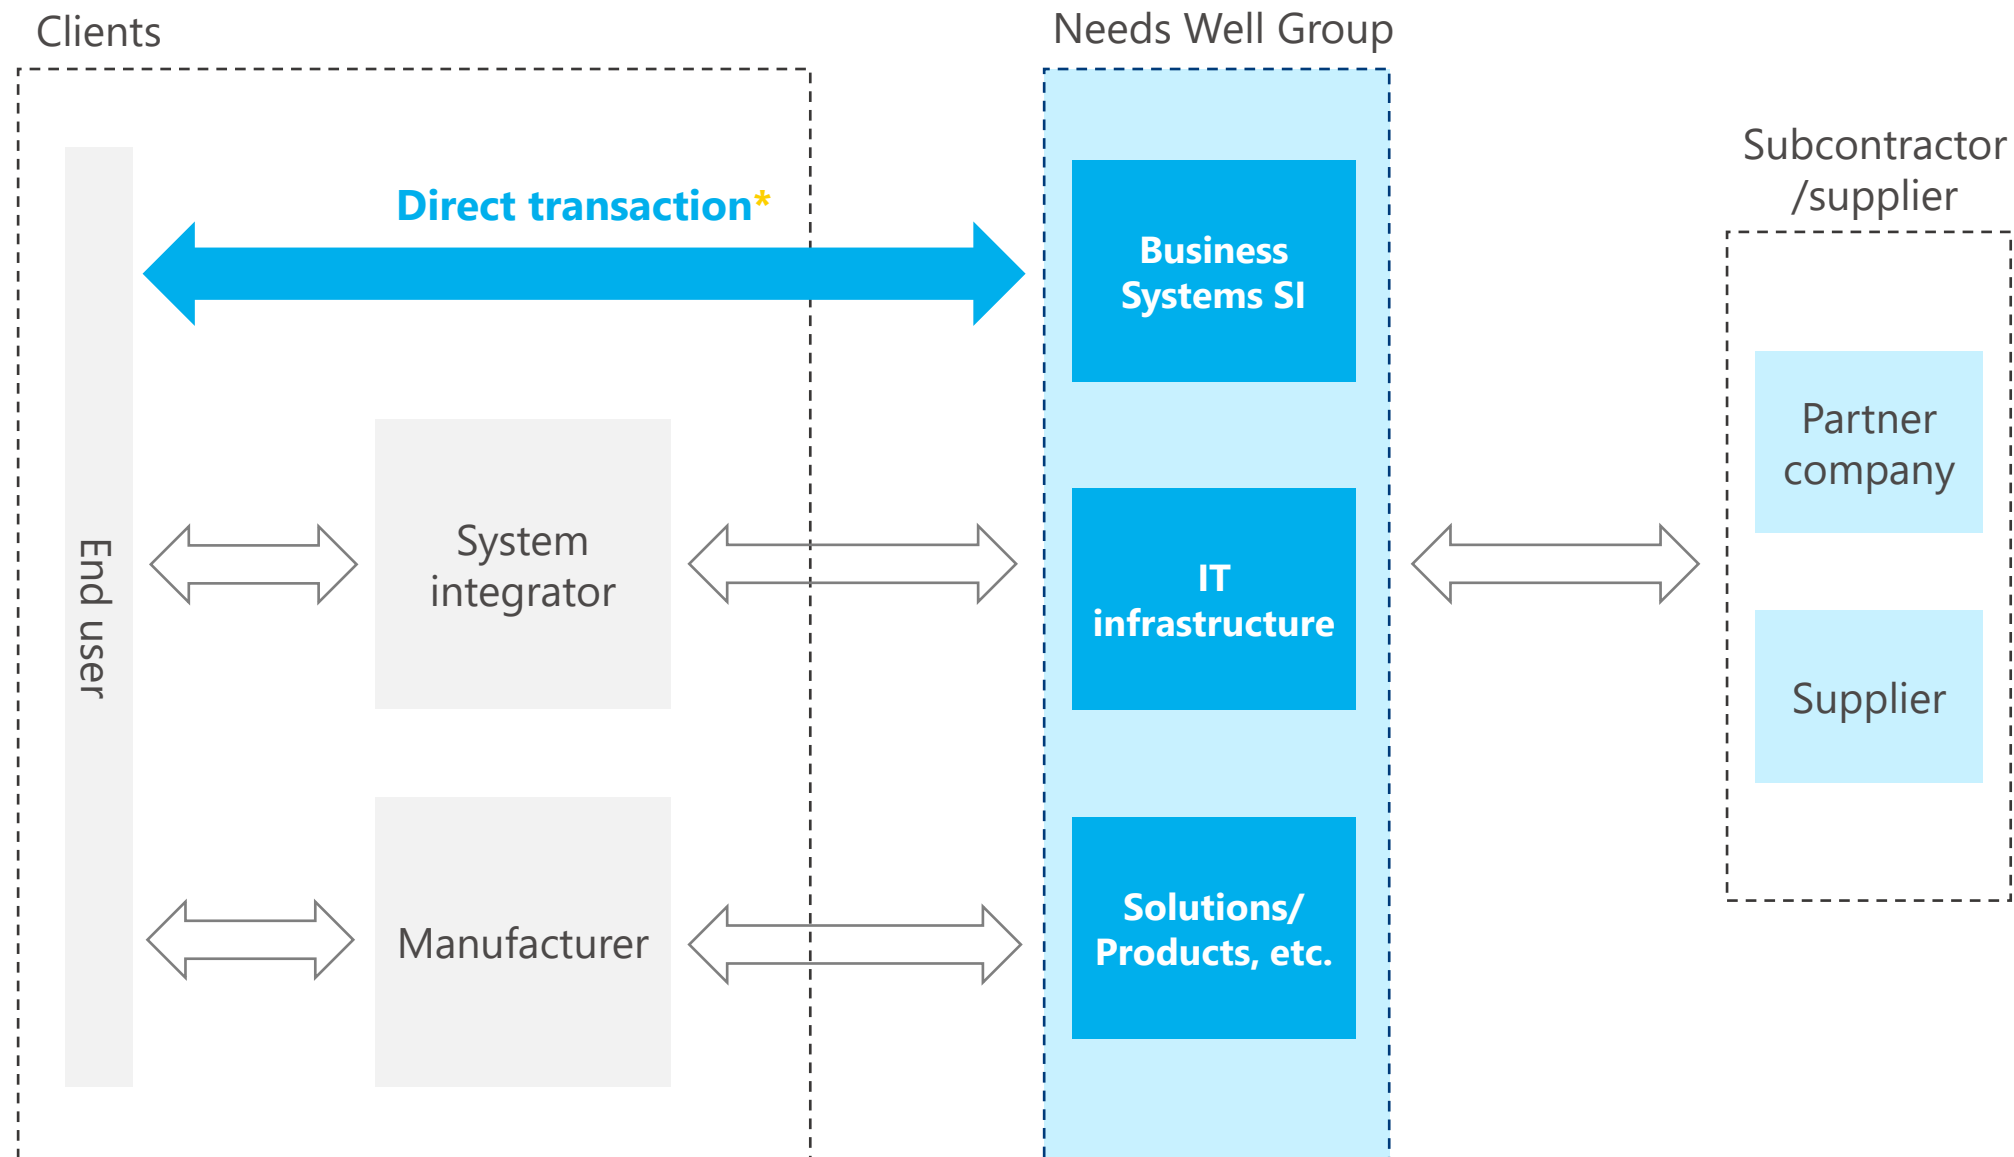 Clients
Needs Well Group
Subcontractor
/supplier
Direct transaction*
Business
Systems SI
End user
System
integrator
IT
infrastructure
Partner
company
Supplier
Manufacturer
Solutions/
Products, etc.